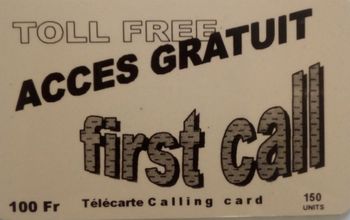 TOLL FREE
ACCES GRATUIT
first call
100 Fr Télécarte Calling card 150
UNITS